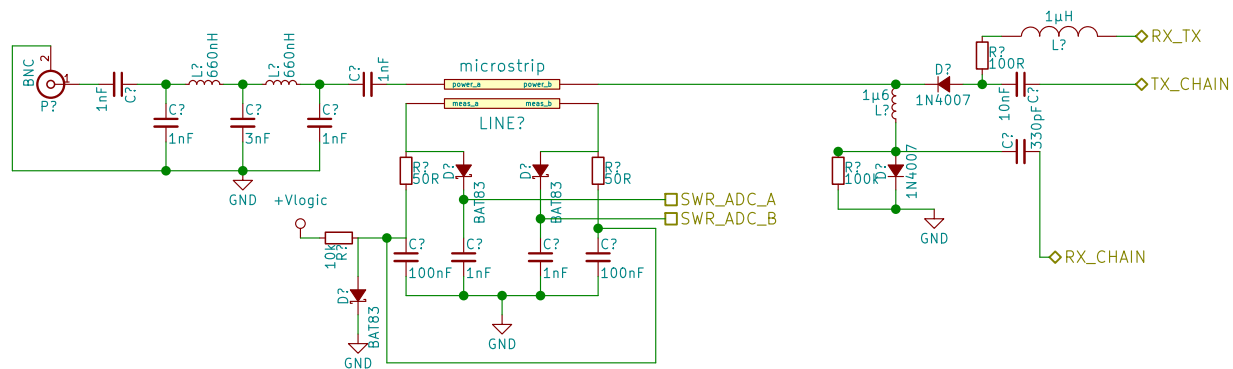 1µH
L?
RX_TX
BNC
2
1
P?
1nF
C?
L?
660nH
L?
660nH
C?
1nF
microstrip
power_a
power_b
meas_a
meas_b
LINE?
R?
100R
D?
1N4007
10nF
C?
TX_CHAIN
1µ6
L?
C?
1nF
C?
3nF
C?
1nF
C?
330pF
R?
50R
D?
BAT83
D?
BAT83
R?
50R
R?
100k
D?
1N4007
GND
+Vlogic
SWR_ADC_A
SWR_ADC_B
GND
10k
R?
C?
100nF
C?
1nF
C?
1nF
C?
100nF
RX_CHAIN
D?
BAT83
GND
GND